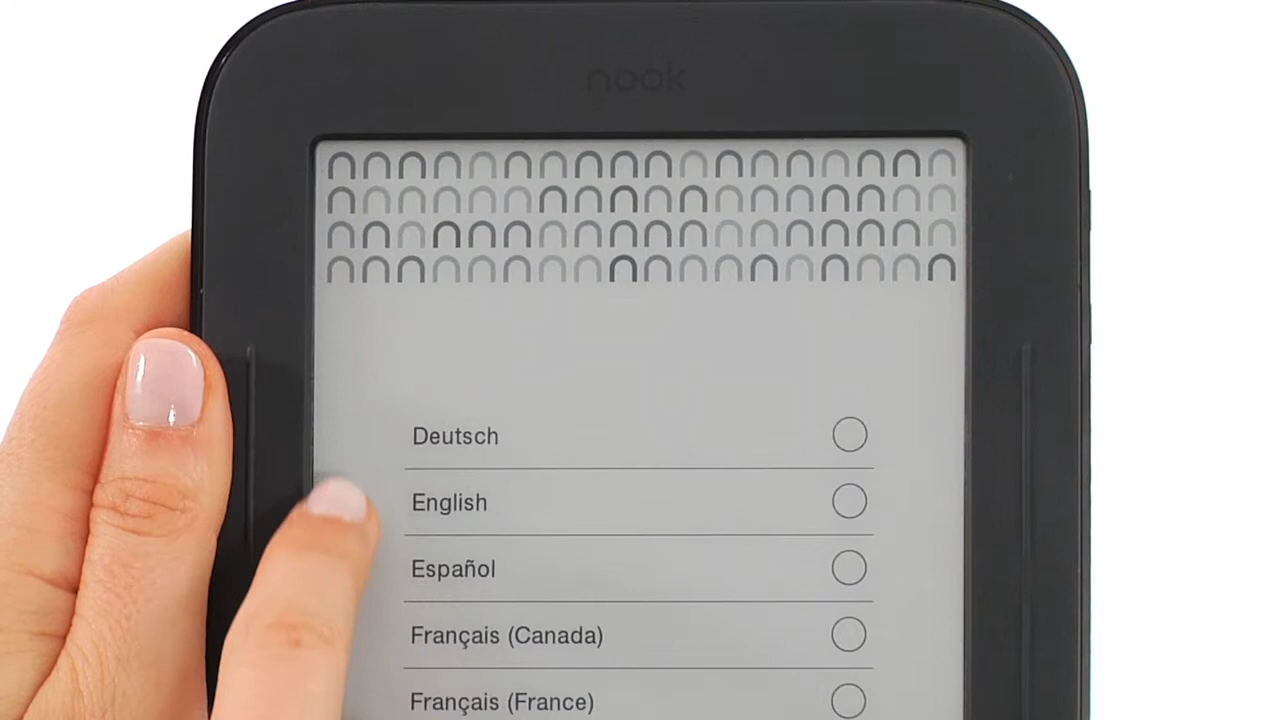 nook
Deutsch
English
Español
Français (Canada)
Français (France)